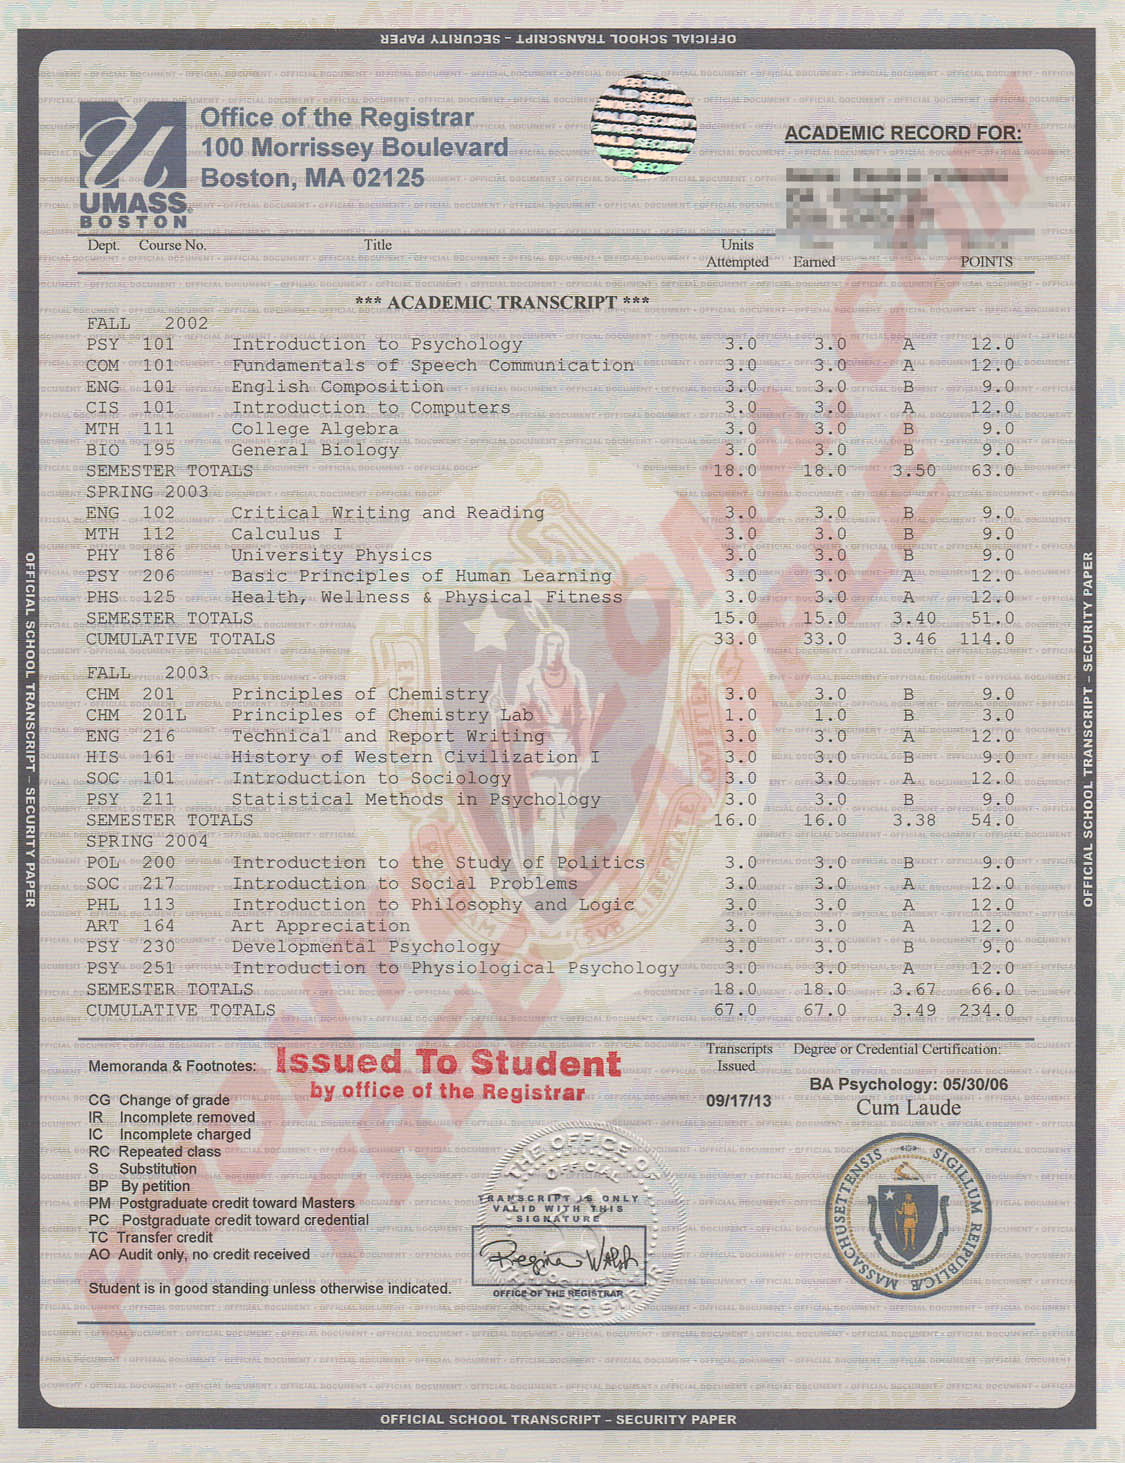 OFFICIAL SCHOOL TRANSCRIPT – SECURITY PAPER
UMASS
BOSTON
Office of the Registrar
100 Morrissey Boulevard
Boston, MA 02125
ACADEMIC RECORD FOR:
Dept. Course No. Title Units
Attempted Earned POINTS
*** ACADEMIC TRANSCRIPT ***
FALL 2002
PSY 101 Introduction to Psychology 3.0 3.0 A 12.0
COM 101 Fundamentals of Speech Communication 3.0 3.0 A 12.0
ENG 101 English Composition 3.0 3.0 B 9.0
CIS 101 Introduction to Computers 3.0 3.0 A 12.0
MTH 111 College Algebra 3.0 3.0 B 9.0
BIO 195 General Biology 3.0 3.0 B 9.0
SEMESTER TOTALS 18.0 18.0 3.50 63.0
SPRING 2003
ENG 102 Critical Writing and Reading 3.0 3.0 B 9.0
MTH 112 Calculus I 3.0 3.0 B 9.0
PHY 186 University Physics 3.0 3.0 B 9.0
PSY 206 Basic Principles of Human Learning 3.0 3.0 A 12.0
PHS 125 Health, Wellness & Physical Fitness 3.0 3.0 A 12.0
SEMESTER TOTALS 15.0 15.0 3.40 51.0
CUMULATIVE TOTALS 33.0 33.0 3.46 114.0
FALL 2003
CHM 201 Principles of Chemistry 3.0 3.0 B 9.0
CHM 201L Principles of Chemistry Lab 1.0 1.0 B 3.0
ENG 216 Technical and Report Writing 3.0 3.0 A 12.0
HIS 161 History of Western Civilization I 3.0 3.0 B 9.0
SOC 101 Introduction to Sociology 3.0 3.0 A 12.0
PSY 211 Statistical Methods in Psychology 3.0 3.0 B 9.0
SEMESTER TOTALS 16.0 16.0 3.38 54.0
SPRING 2004
POL 200 Introduction to the Study of Politics 3.0 3.0 B 9.0
SOC 217 Introduction to Social Problems 3.0 3.0 A 12.0
PHL 113 Introduction to Philosophy and Logic 3.0 3.0 A 12.0
ART 164 Art Appreciation 3.0 3.0 A 12.0
PSY 230 Developmental Psychology 3.0 3.0 B 9.0
PSY 251 Introduction to Physiological Psychology 3.0 3.0 A 12.0
SEMESTER TOTALS 18.0 18.0 3.67 66.0
CUMULATIVE TOTALS 67.0 67.0 3.49 234.0
Memoranda & Footnotes:
Issued To Student
by office of the Registrar
CG Change of grade
IR Incomplete removed
IC Incomplete charged
RC Repeated class
S Substitution
BP By petition
PM Postgraduate credit toward Masters
PC Postgraduate credit toward credential
TC Transfer credit
AO Audit only, no credit received
Student is in good standing unless otherwise indicated.
Transcripts
Issued
09/17/13
Degree or Credential Certification:
BA Psychology: 05/30/06
Cum Laude
THE OFFICE OF
OFFICIAL
TRANSCRIPT IS ONLY
VALID WITH THIS
SIGNATURE
Regina Walsh
OFFICE OF THE REGISTRAR
REGISTRAR
SIGILLUM REIPUBLICÆ MASSACHUSETTENSIS
OFFICIAL SCHOOL TRANSCRIPT – SECURITY PAPER
OFFICIAL SCHOOL TRANSCRIPT – SECURITY PAPER
OFFICIAL SCHOOL TRANSCRIPT – SECURITY PAPER